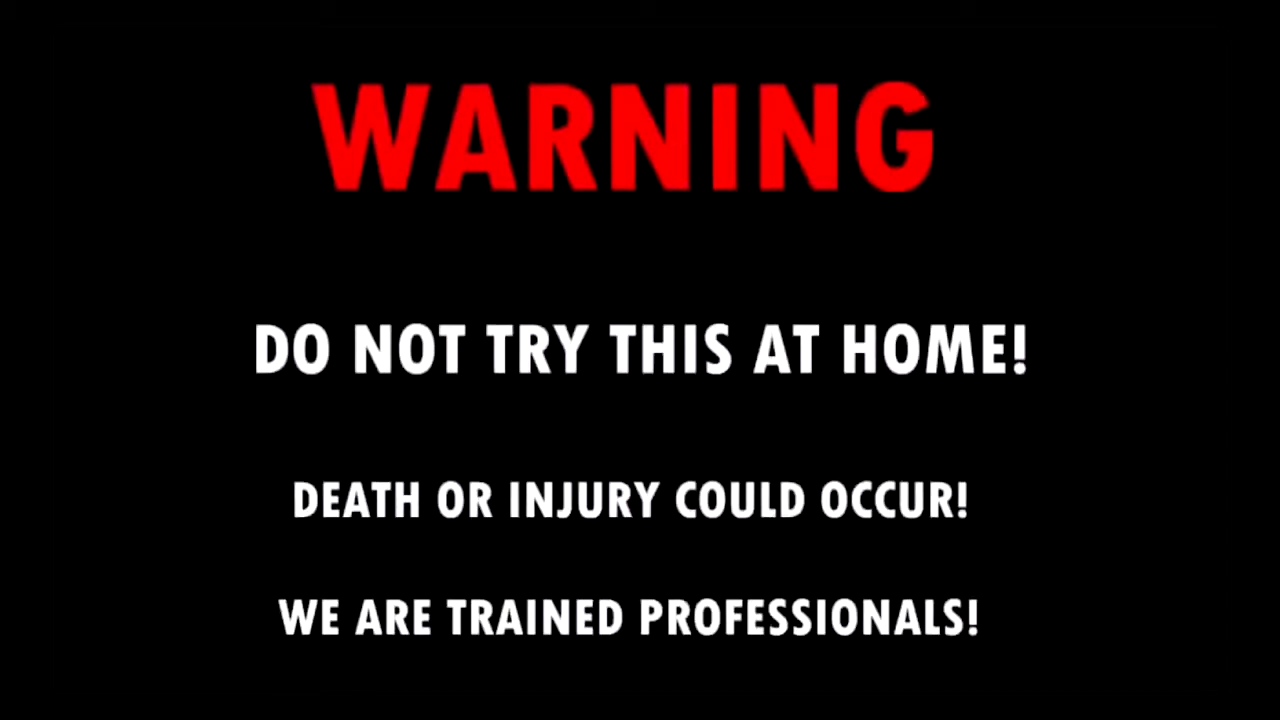 WARNING
DO NOT TRY THIS AT HOME!
DEATH OR INJURY COULD OCCUR!
WE ARE TRAINED PROFESSIONALS!